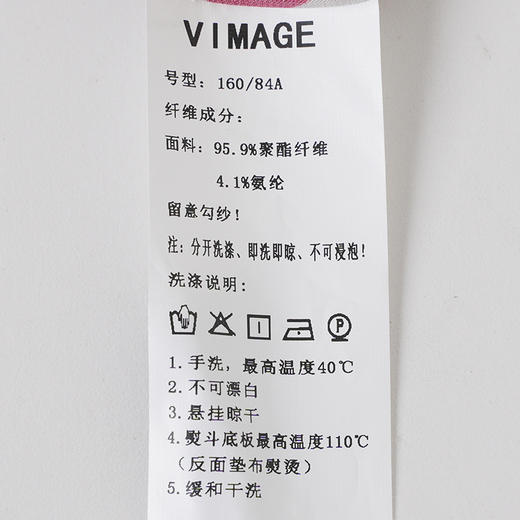 VIMAGE
号型: 160/84A
纤维成分:
面料: 95.9%聚酯纤维
4.1%氨纶
留意勾纱!
注: 分开洗涤、即洗即晾、不可浸泡!
洗涤说明:
P
1. 手洗, 最高温度40℃
2. 不可漂白
3. 悬挂晾干
4. 熨斗底板最高温度110℃
(反面垫布熨烫)
5. 缓和干洗